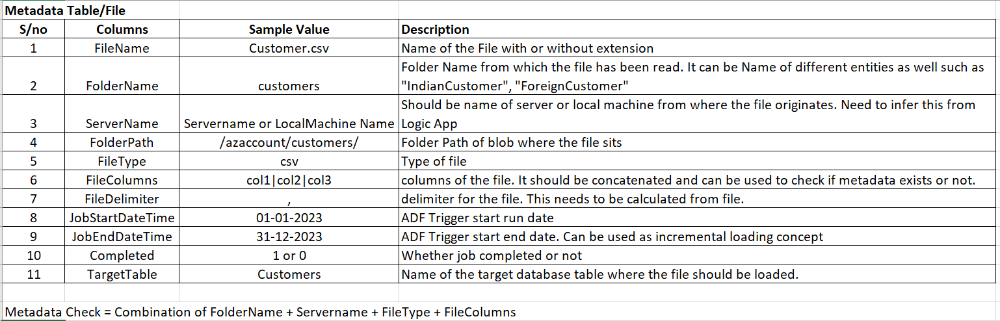 Metadata Table/File
S/no Columns Sample Value Description
1 FileName Customer.csv Name of the File with or without extension
Folder Name from which the file has been read. It can be Name of different entities as well such as
2 FolderName customers "IndianCustomer", "ForeignCustomer"
Should be name of server or local machine from where the file originates. Need to infer this from
3 ServerName Servername or LocalMachine Name Logic App
4 FolderPath /azaccount/customers/ Folder Path of blob where the file sits
5 FileType csv Type of file
6 FileColumns col1|col2|col3 columns of the file. It should be concatenated and can be used to check if metadata exists or not.
7 FileDelimiter , delimiter for the file. This needs to be calculated from file.
8 JobStartDateTime 01-01-2023 ADF Trigger start run date
9 JobEndDateTime 31-12-2023 ADF Trigger start end date. Can be used as incremental loading concept
10 Completed 1 or 0 Whether job completed or not
11 TargetTable Customers Name of the target database table where the file should be loaded.
Metadata Check = Combination of FolderName + Servername + FileType + FileColumns